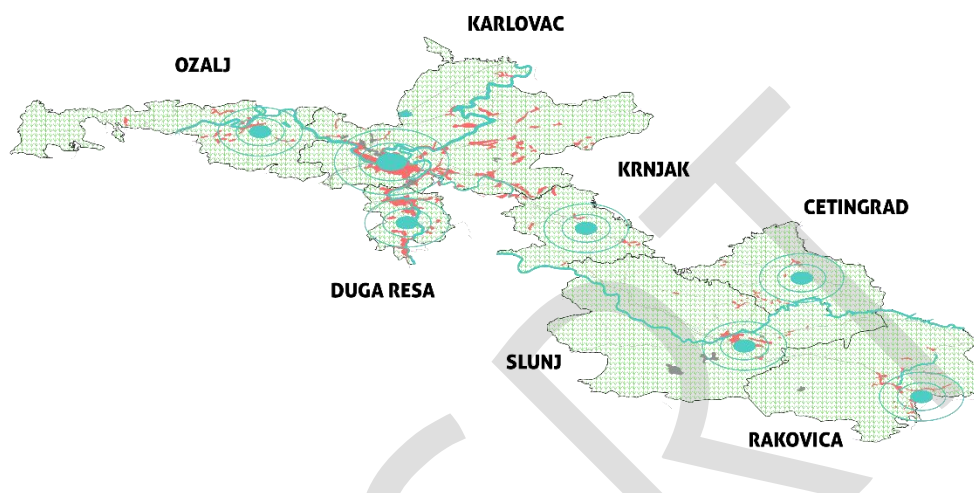 KARLOVAC
OZALJ
KRNJAK
CETINGRAD
DUGA RESA
SLUNJ
RAKOVICA